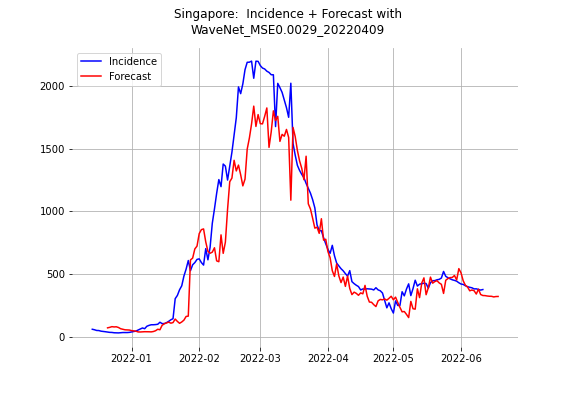 Singapore:  Incidence + Forecast with
WaveNet_MSE0.0029_20220409
Incidence
Forecast
2000
1500
1000
500
0
2022-01
2022-02
2022-03
2022-04
2022-05
2022-06